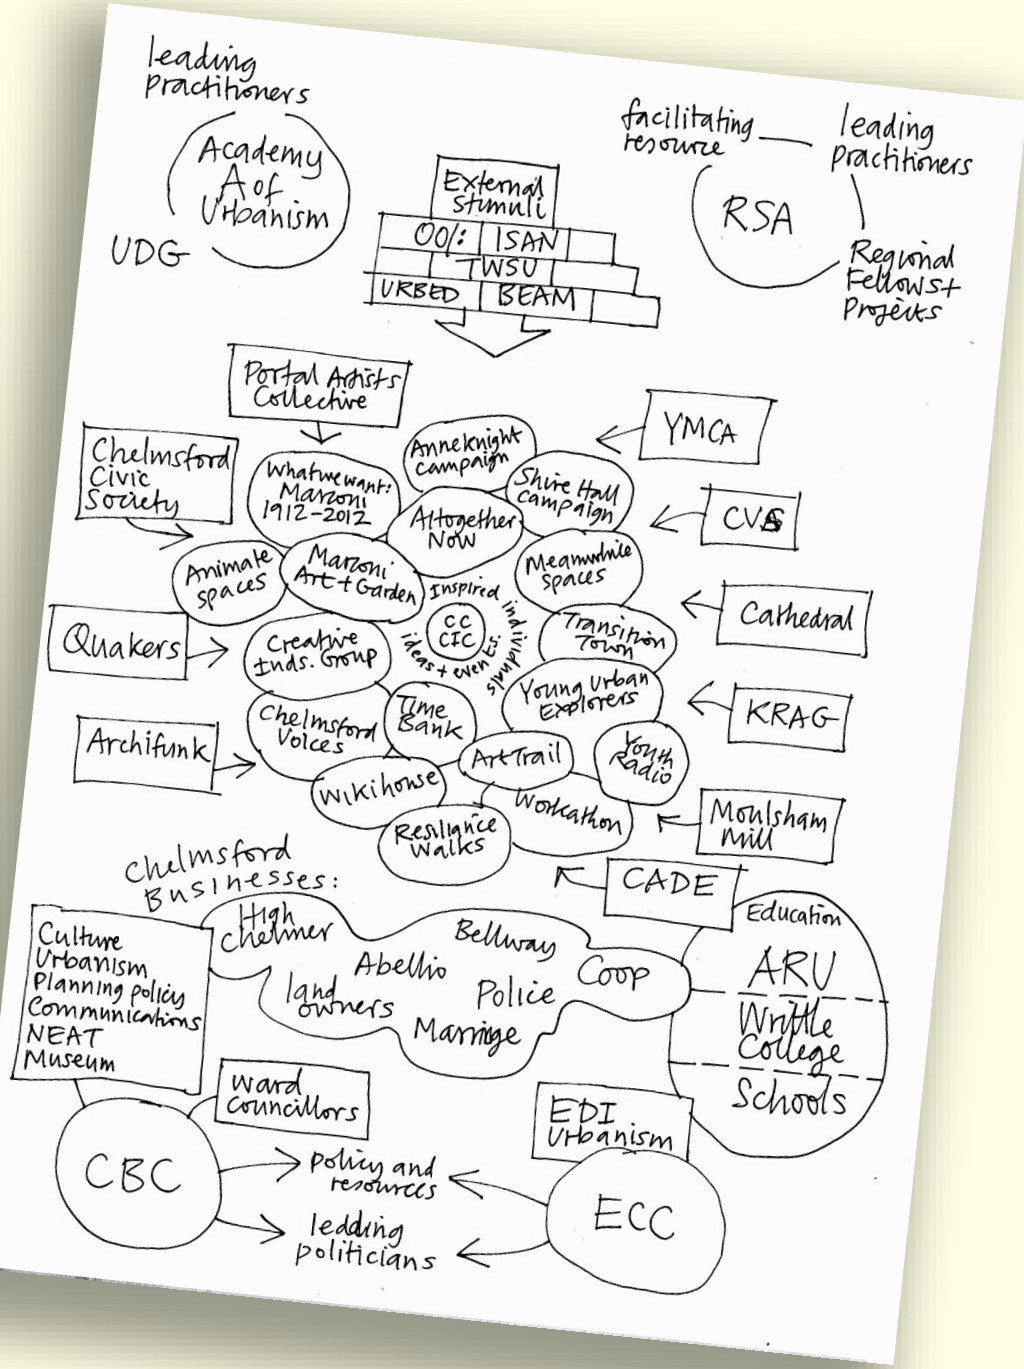 leading
Practitioners
Academy
A of
Urbanism
UDG
External
Stimuli
00/:
ISAN
TWSU
URBED
BEAM
facilitating
resource
leading
practitioners
RSA
Regional
Fellows+
Projects
Portal Artists
Collective
Chelmsford
Civic
Society
Quakers
Archifunk
YMCA
CVS
Cathedral
KRAG
Moulsham
Mill
CADE
What we want:
Marconi
1912-2012
Anne Knight
campaign
Shire Hall
campaign
Altogether
Now
Animate
spaces
Marconi
Art + Garden
Meanwhile
spaces
Inspired
individuals
ideas + events.
CC
CIC
Creative
Inds. Group
Transition
Town
Chelmsford
Voices
Time
Bank
Young Urban
Explorers
Art Trail
Youth
Radio
Wikihouse
Workathon
Resiliance
Walks
Chelmsford
Businesses:
High
Chelmer
Bellway
Abellio
Coop
land
owners
Police
Marriage
Education
ARU
Writtle
College
Schools
Culture
Urbanism
Planning policy
Communications
NEAT
Museum
Ward
Councillors
CBC
policy and
resources
leading
politicians
EDI
Urbanism
ECC